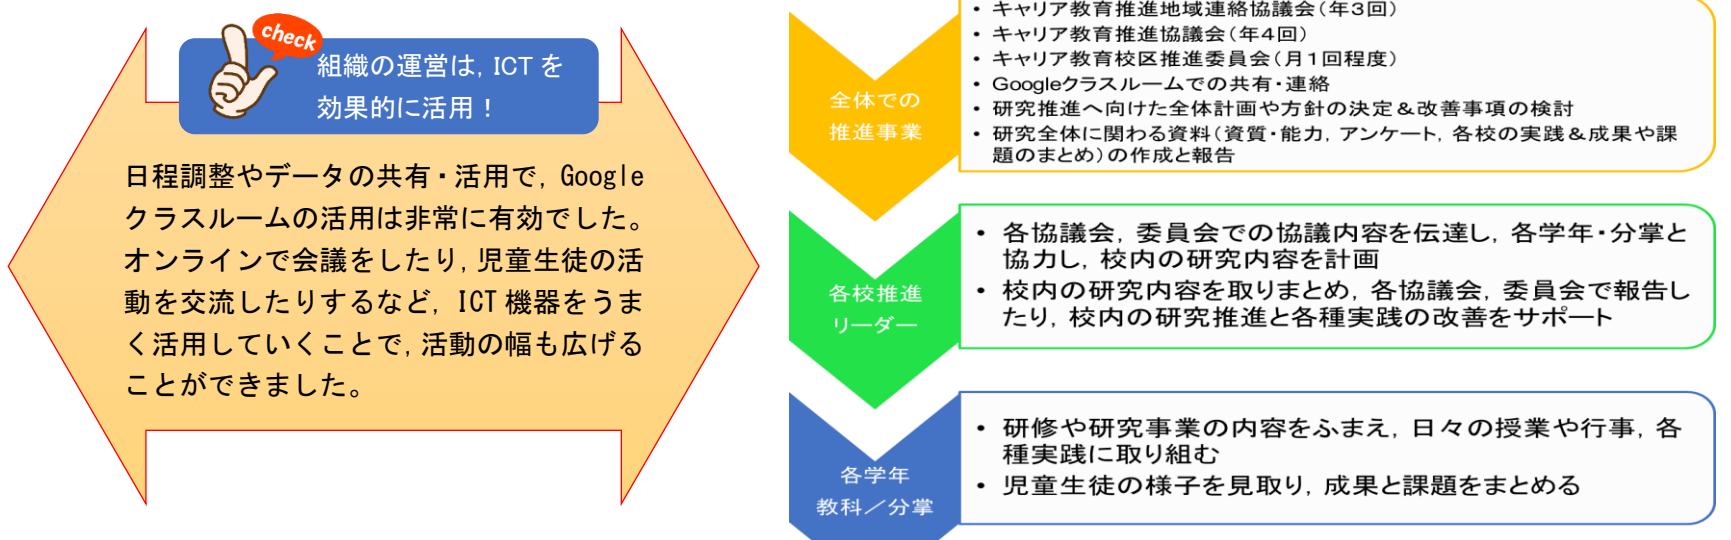 check
組織の運営は, ICT を
効果的に活用！
日程調整やデータの共有・活用で, Google
クラスルームの活用は非常に有効でした。
オンラインで会議をしたり, 児童生徒の活
動を交流したりするなど, ICT 機器をうま
く活用していくことで, 活動の幅も広げる
ことができました。
全体での
推進事業
• キャリア教育推進地域連絡協議会（年３回）
• キャリア教育推進協議会（年４回）
• キャリア教育校区推進委員会（月１回程度）
• Googleクラスルームでの共有・連絡
• 研究推進へ向けた全体計画や方針の決定＆改善事項の検討
• 研究全体に関わる資料（資質・能力, アンケート, 各校の実践＆成果や課
題のまとめ）の作成と報告
各校推進
リーダー
• 各協議会, 委員会での協議内容を伝達し, 各学年・分掌と
協力し, 校内の研究内容を計画
• 校内の研究内容を取りまとめ, 各協議会, 委員会で報告し
たり, 校内の研究推進と各種実践の改善をサポート
各学年
教科／分掌
• 研修や研究事業の内容をふまえ, 日々の授業や行事, 各
種実践に取り組む
• 児童生徒の様子を見取り, 成果と課題をまとめる